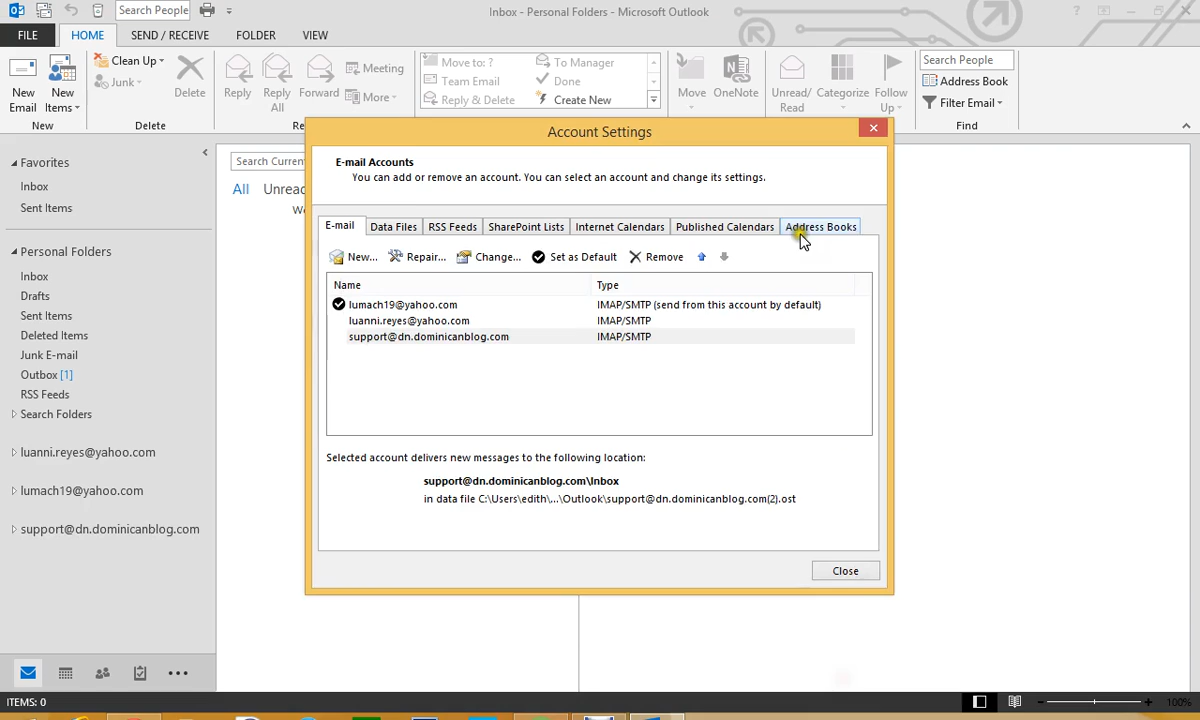 Search People
Inbox - Personal Folders - Microsoft Outlook
?
FILE
HOME
SEND / RECEIVE
FOLDER
VIEW
New
Email
New
Items
New
Clean Up
Junk
Delete
Delete
Reply
Reply
All
Forward
Meeting
More
Re
Move to: ?
Team Email
Reply & Delete
To Manager
Done
Create New
Move
OneNote
Unread/
Read
Categorize
Follow
Up
Search People
Address Book
Filter Email
Find
Favorites
Inbox
Sent Items
Personal Folders
Inbox
Drafts
Sent Items
Deleted Items
Junk E-mail
Outbox [1]
RSS Feeds
Search Folders
luanni.reyes@yahoo.com
lumach19@yahoo.com
support@dn.dominicanblog.com
Search Curren
All Unread
We
Account Settings
E-mail Accounts
You can add or remove an account. You can select an account and change its settings.
E-mail
Data Files
RSS Feeds
SharePoint Lists
Internet Calendars
Published Calendars
Address Books
New...
Repair...
Change...
Set as Default
Remove
Name
Type
lumach19@yahoo.com
IMAP/SMTP (send from this account by default)
luanni.reyes@yahoo.com
IMAP/SMTP
support@dn.dominicanblog.com
IMAP/SMTP
Selected account delivers new messages to the following location:
support@dn.dominicanblog.com\Inbox
in data file C:\Users\edith\...\Outlook\support@dn.dominicanblog.com(2).ost
Close
ITEMS: 0
100%